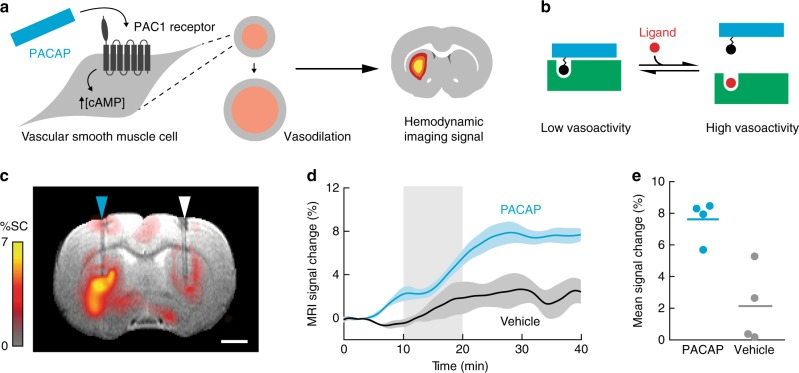 a
PACAP
PAC1 receptor
↑[cAMP]
Vascular smooth muscle cell
Vasodilation
Hemodynamic
imaging signal
b
Ligand
Low vasoactivity
High vasoactivity
c
%SC
7
0
d
MRI signal change (%)
12
8
4
0
PACAP
Vehicle
0 10 20 30 40
Time (min)
e
Mean signal change (%)
10
8
6
4
2
0
PACAP Vehicle